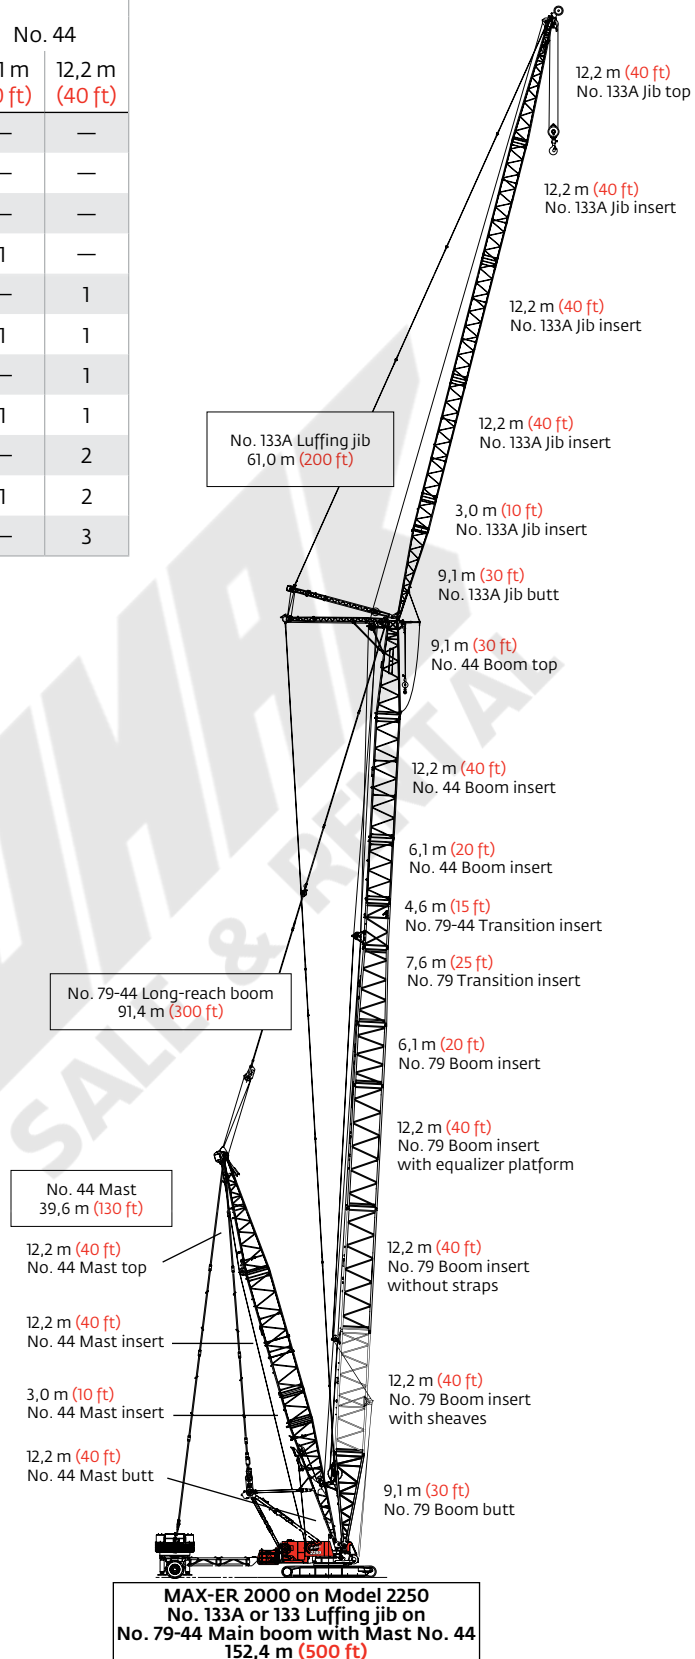 No. 44
1 m 12,2 m
0 ft) (40 ft)
— —
— —
— —
1 —
— 1
1 1
— 1
1 1
— 2
1 2
— 3
12,2 m (40 ft)
No. 133A Jib top
12,2 m (40 ft)
No. 133A Jib insert
12,2 m (40 ft)
No. 133A Jib insert
No. 133A Luffing jib
61,0 m (200 ft)
12,2 m (40 ft)
No. 133A Jib insert
3,0 m (10 ft)
No. 133A Jib insert
9,1 m (30 ft)
No. 133A Jib butt
9,1 m (30 ft)
No. 44 Boom top
12,2 m (40 ft)
No. 44 Boom insert
6,1 m (20 ft)
No. 44 Boom insert
4,6 m (15 ft)
No. 79-44 Transition insert
7,6 m (25 ft)
No. 79 Transition insert
No. 79-44 Long-reach boom
91,4 m (300 ft)
6,1 m (20 ft)
No. 79 Boom insert
12,2 m (40 ft)
No. 79 Boom insert
with equalizer platform
No. 44 Mast
39,6 m (130 ft)
12,2 m (40 ft)
No. 44 Mast top
12,2 m (40 ft)
No. 79 Boom insert
without straps
12,2 m (40 ft)
No. 44 Mast insert
12,2 m (40 ft)
No. 79 Boom insert
with sheaves
3,0 m (10 ft)
No. 44 Mast insert
12,2 m (40 ft)
No. 44 Mast butt
9,1 m (30 ft)
No. 79 Boom butt
2250
MAX-ER 2000 on Model 2250
No. 133A or 133 Luffing jib on
No. 79-44 Main boom with Mast No. 44
152,4 m (500 ft)
SALE & RENTAL